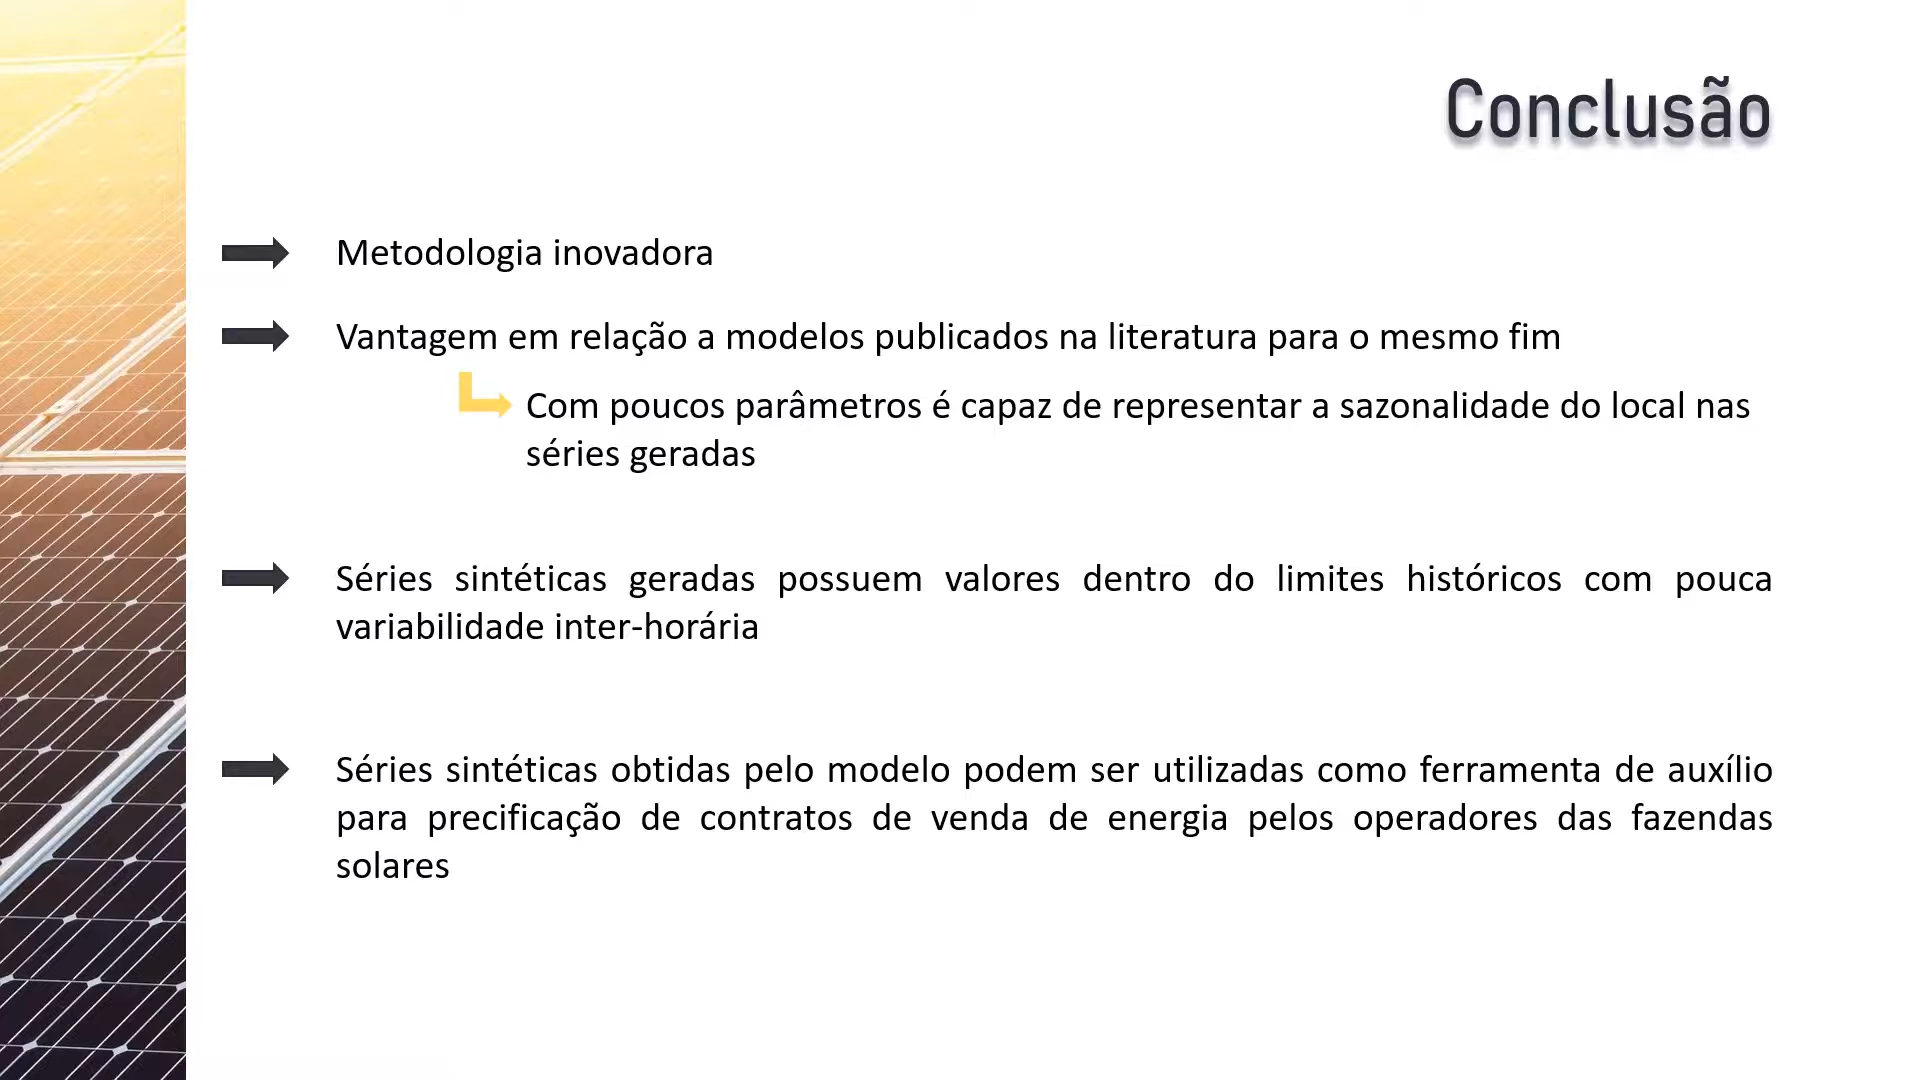 Conclusão
Metodologia inovadora
Vantagem em relação a modelos publicados na literatura para o mesmo fim
Com poucos parâmetros é capaz de representar a sazonalidade do local nas
séries geradas
Séries sintéticas geradas possuem valores dentro do limites históricos com pouca
variabilidade inter-horária
Séries sintéticas obtidas pelo modelo podem ser utilizadas como ferramenta de auxílio
para precificação de contratos de venda de energia pelos operadores das fazendas
solares